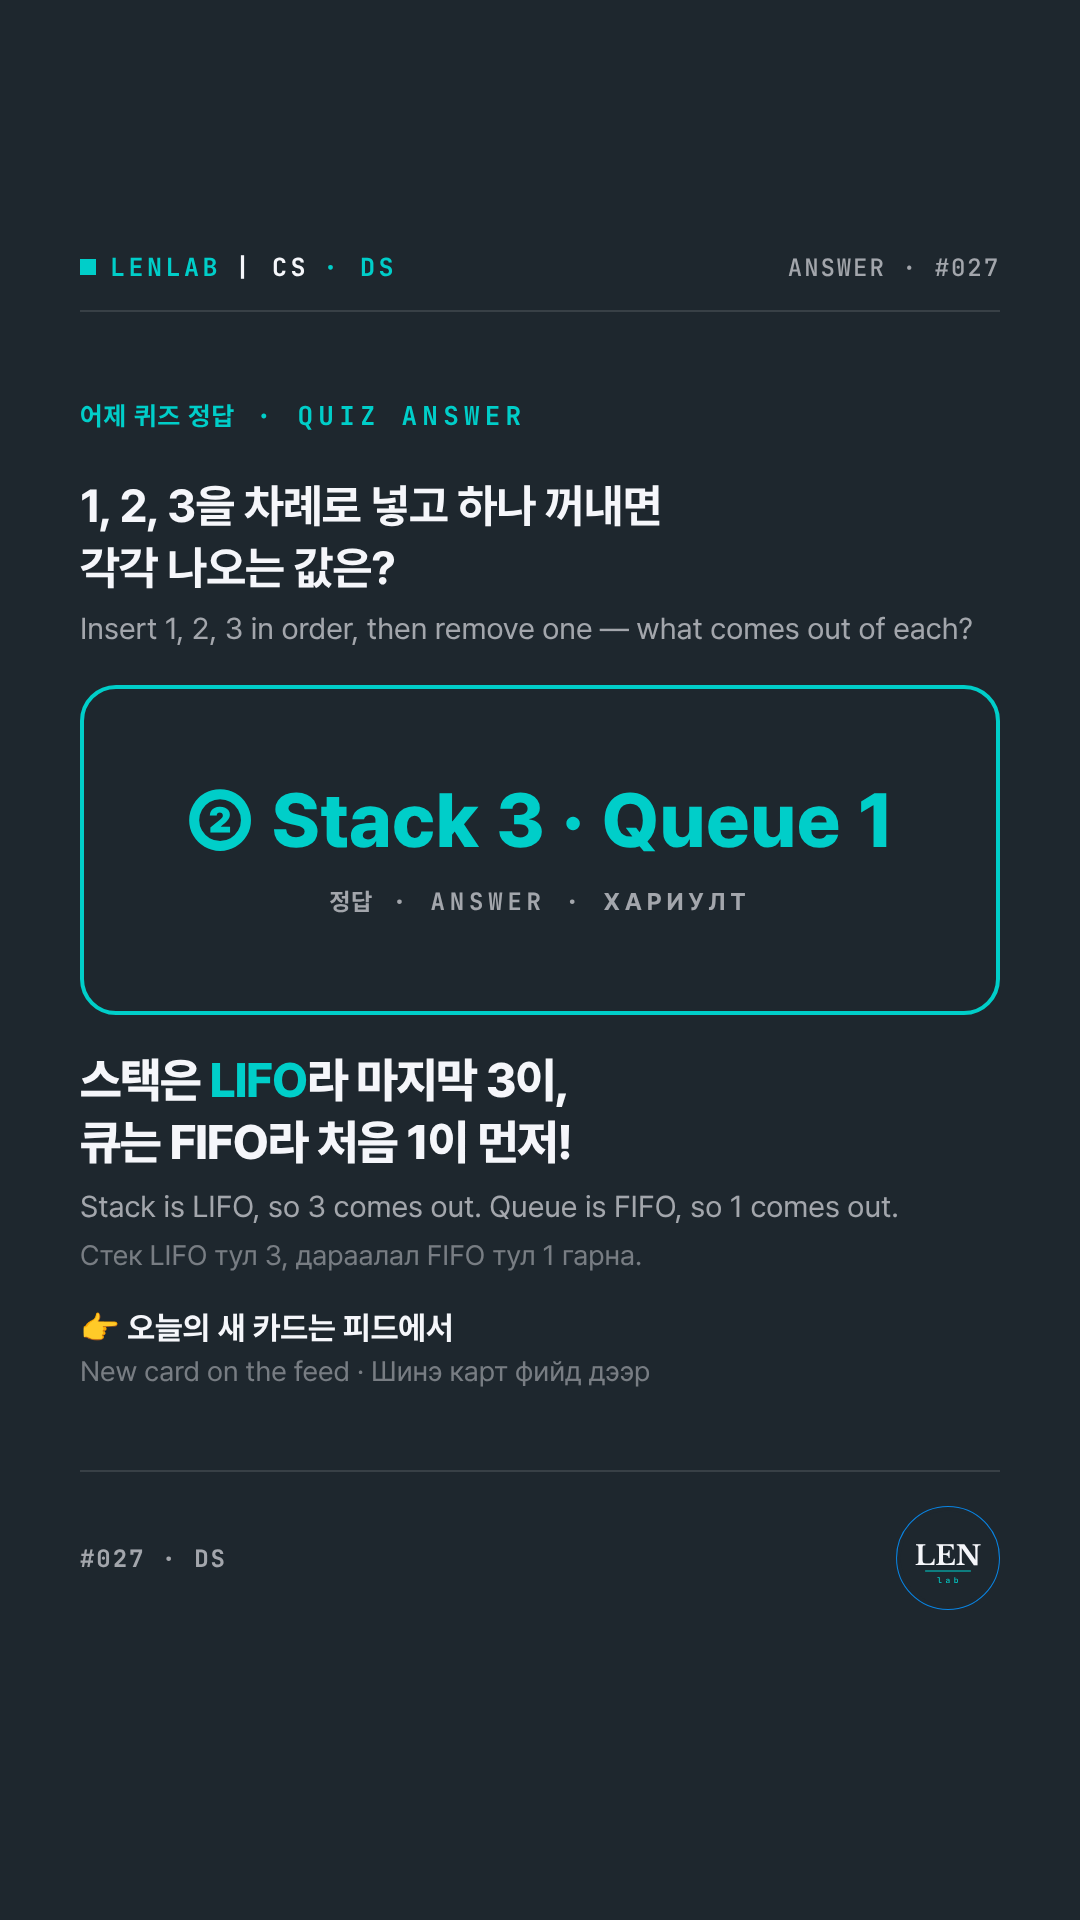 LENLAB | CS · DS
ANSWER · #027
어제 퀴즈 정답 · QUIZ ANSWER
1, 2, 3을 차례로 넣고 하나 꺼내면
각각 나오는 값은?
Insert 1, 2, 3 in order, then remove one — what comes out of each?
② Stack 3 · Queue 1
정답 · ANSWER · ХАРИУЛТ
스택은 LIFO라 마지막 3이,
큐는 FIFO라 처음 1이 먼저!
Stack is LIFO, so 3 comes out. Queue is FIFO, so 1 comes out.
Стек LIFO тул 3, дараалал FIFO тул 1 гарна.
👉 오늘의 새 카드는 피드에서
New card on the feed · Шинэ карт фийд дээр
#027 · DS
LEN
lab